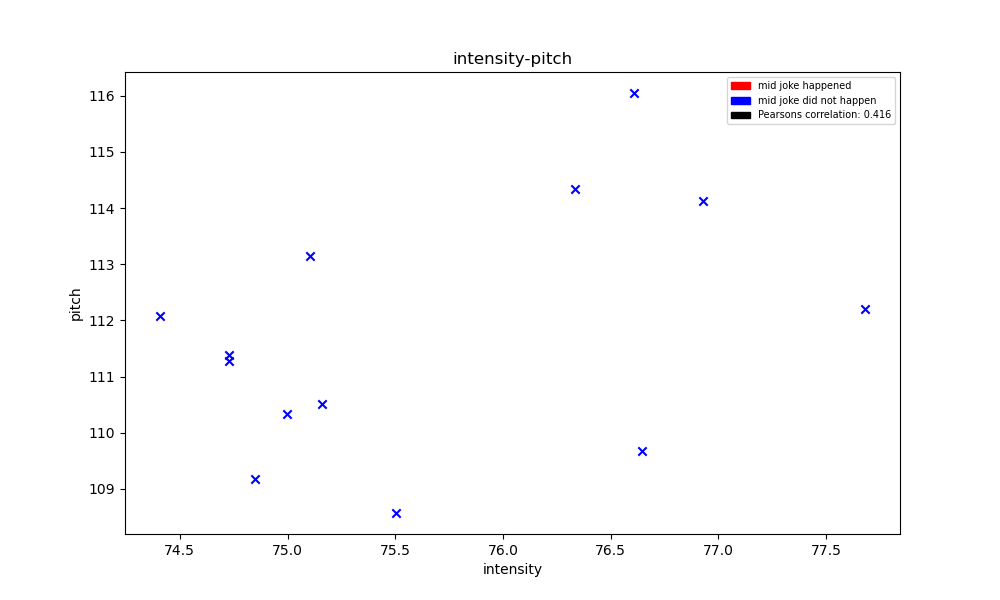 intensity-pitch
mid joke happened
mid joke did not happen
Pearsons correlation: 0.416
116
115
114
113
112
111
110
109
pitch
74.5 75.0 75.5 76.0 76.5 77.0 77.5
intensity